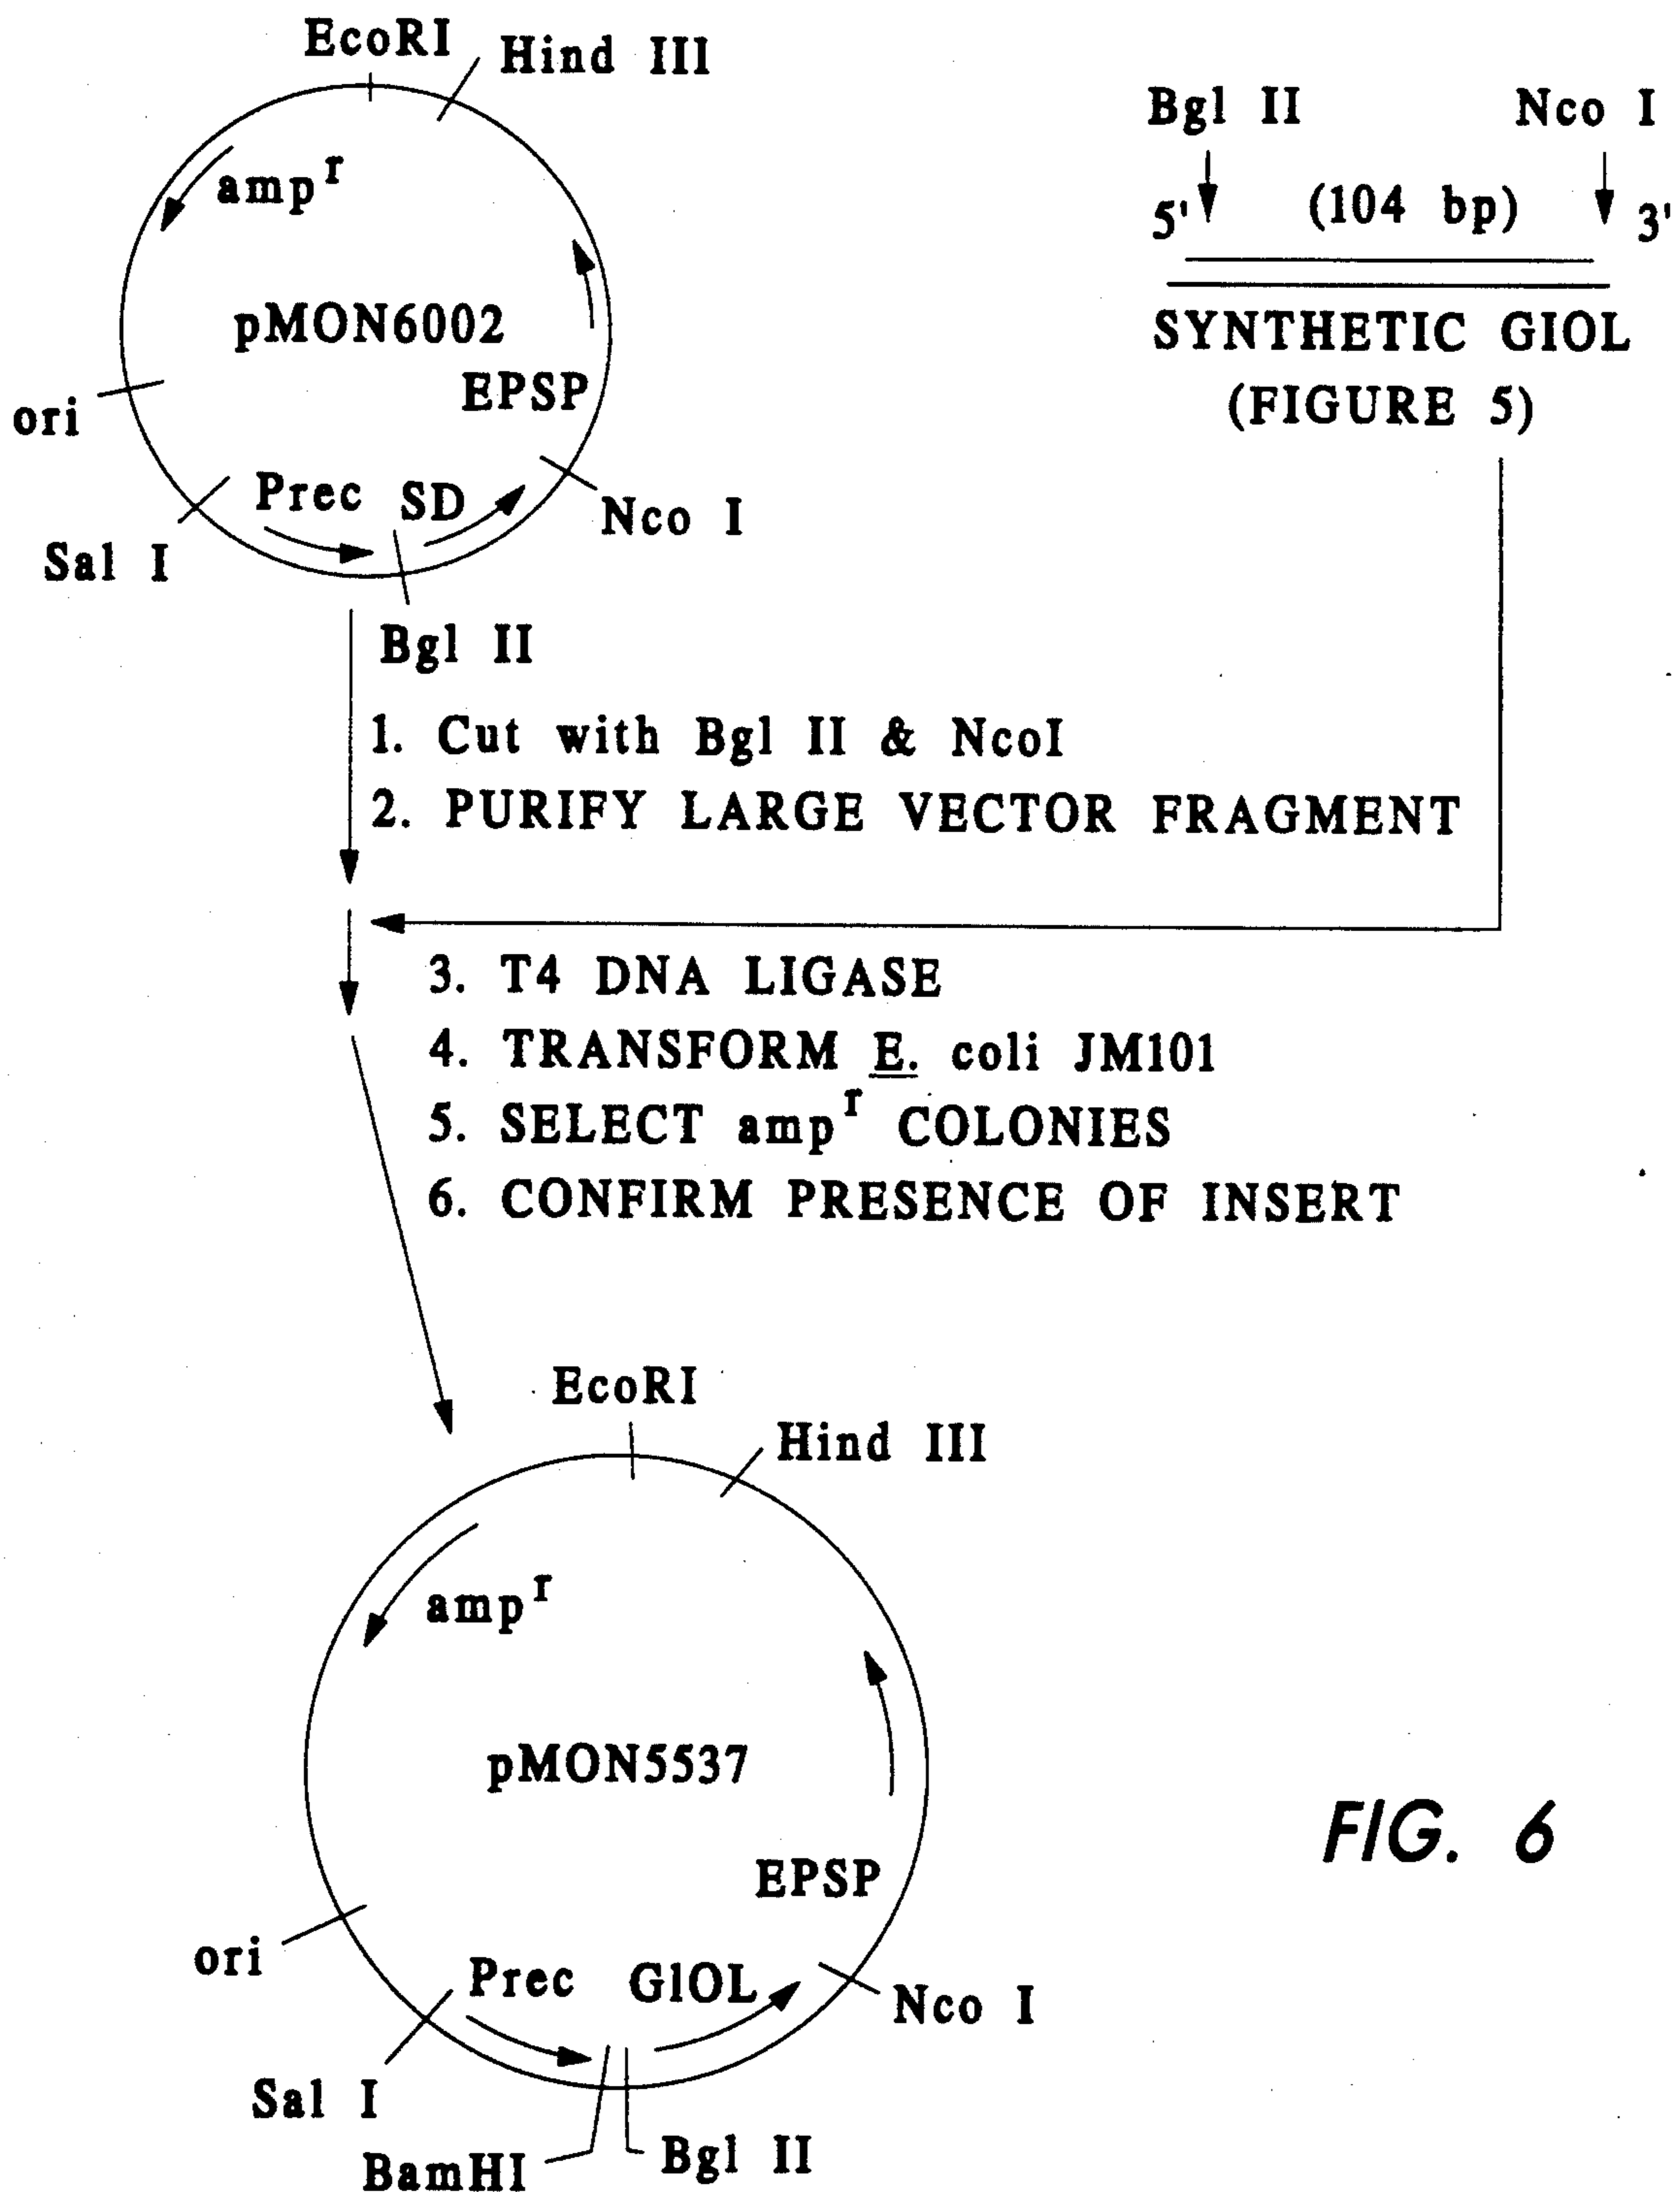 EcoRI
Hind III
amp^r
pMON6002
EPSP
ori
Prec
SD
Nco I
Sal I
Bgl II
Bgl II
Nco I
5'
(104 bp)
3'
SYNTHETIC GIOL
(FIGURE 5)
1. Cut with Bgl II & NcoI
2. PURIFY LARGE VECTOR FRAGMENT
3. T4 DNA LIGASE
4. TRANSFORM E. coli JM101
5. SELECT amp^r COLONIES
6. CONFIRM PRESENCE OF INSERT
EcoRI
Hind III
amp^r
pMON5537
EPSP
ori
Prec
GlOL
Nco I
Sal I
BamHI
Bgl II
FIG. 6